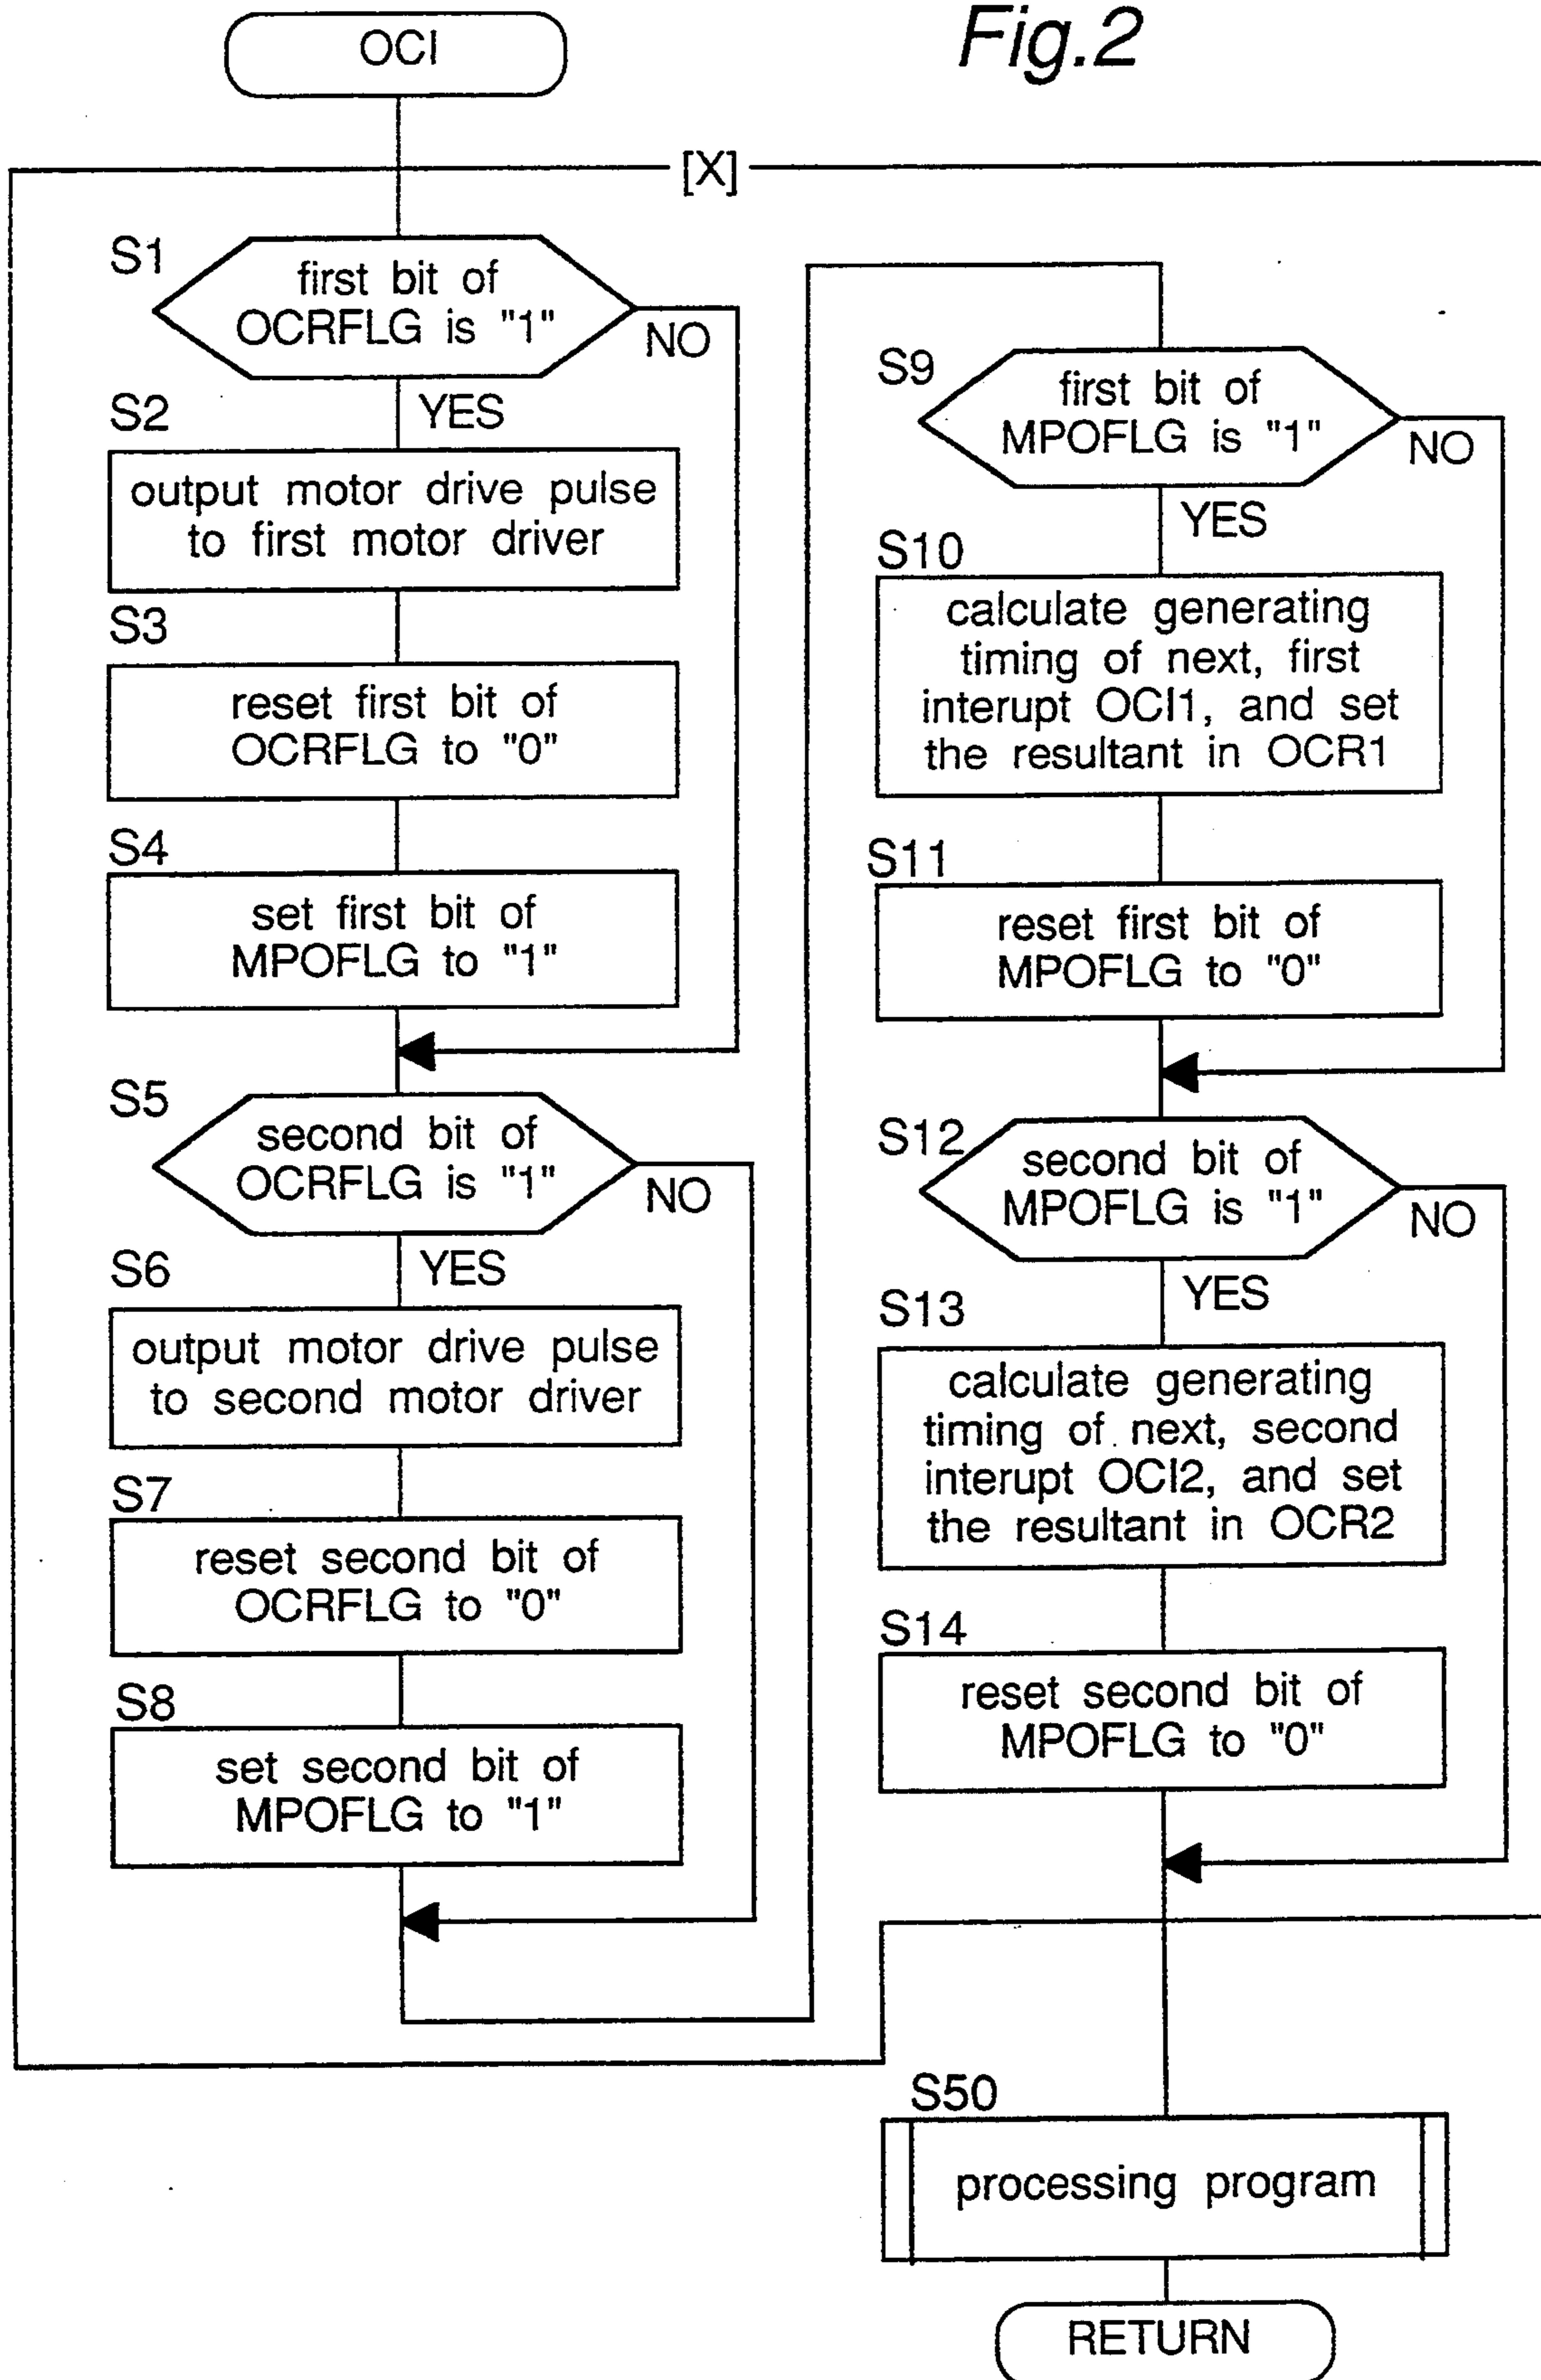 Fig.2
OCI
[X]
S1
first bit of
OCRFLG is "1"
NO
YES
S2
output motor drive pulse
to first motor driver
S3
reset first bit of
OCRFLG to "0"
S4
set first bit of
MPOFLG to "1"
S5
second bit of
OCRFLG is "1"
NO
YES
S6
output motor drive pulse
to second motor driver
S7
reset second bit of
OCRFLG to "0"
S8
set second bit of
MPOFLG to "1"
S9
first bit of
MPOFLG is "1"
NO
YES
S10
calculate generating
timing of next, first
interupt OCI1, and set
the resultant in OCR1
S11
reset first bit of
MPOFLG to "0"
S12
second bit of
MPOFLG is "1"
NO
YES
S13
calculate generating
timing of next, second
interupt OCI2, and set
the resultant in OCR2
S14
reset second bit of
MPOFLG to "0"
S50
processing program
RETURN